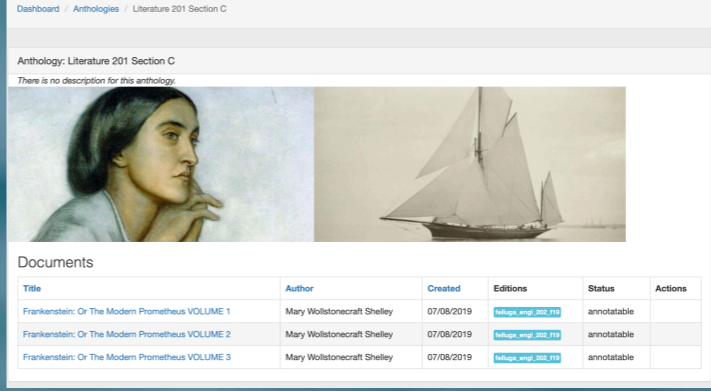 Dashboard / Anthologies / Literature 201 Section C
Anthology: Literature 201 Section C
There is no description for this anthology.
Documents
Title Author Created Editions Status Actions
Frankenstein: Or The Modern Prometheus VOLUME 1 Mary Wollstonecraft Shelley 07/08/2019 felluga_engl_202_f19 annotatable
Frankenstein: Or The Modern Prometheus VOLUME 2 Mary Wollstonecraft Shelley 07/08/2019 felluga_engl_202_f19 annotatable
Frankenstein: Or The Modern Prometheus VOLUME 3 Mary Wollstonecraft Shelley 07/08/2019 felluga_engl_202_f19 annotatable